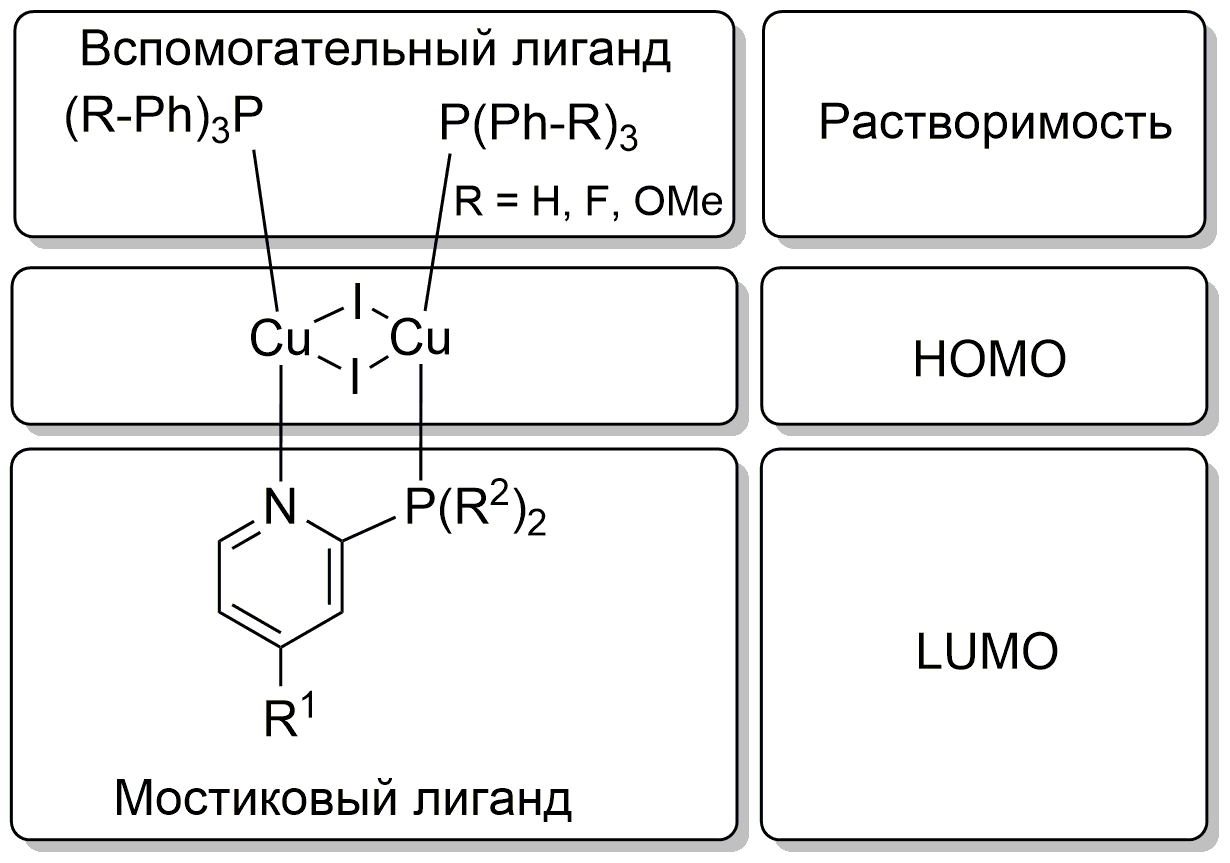 Вспомогательный лиганд
(R-Ph)₃P
P(Ph-R)₃
R = H, F, OMe
Растворимость
Cu
I
I
Cu
HOMO
N
P(R²)₂
R¹
Мостиковый лиганд
LUMO